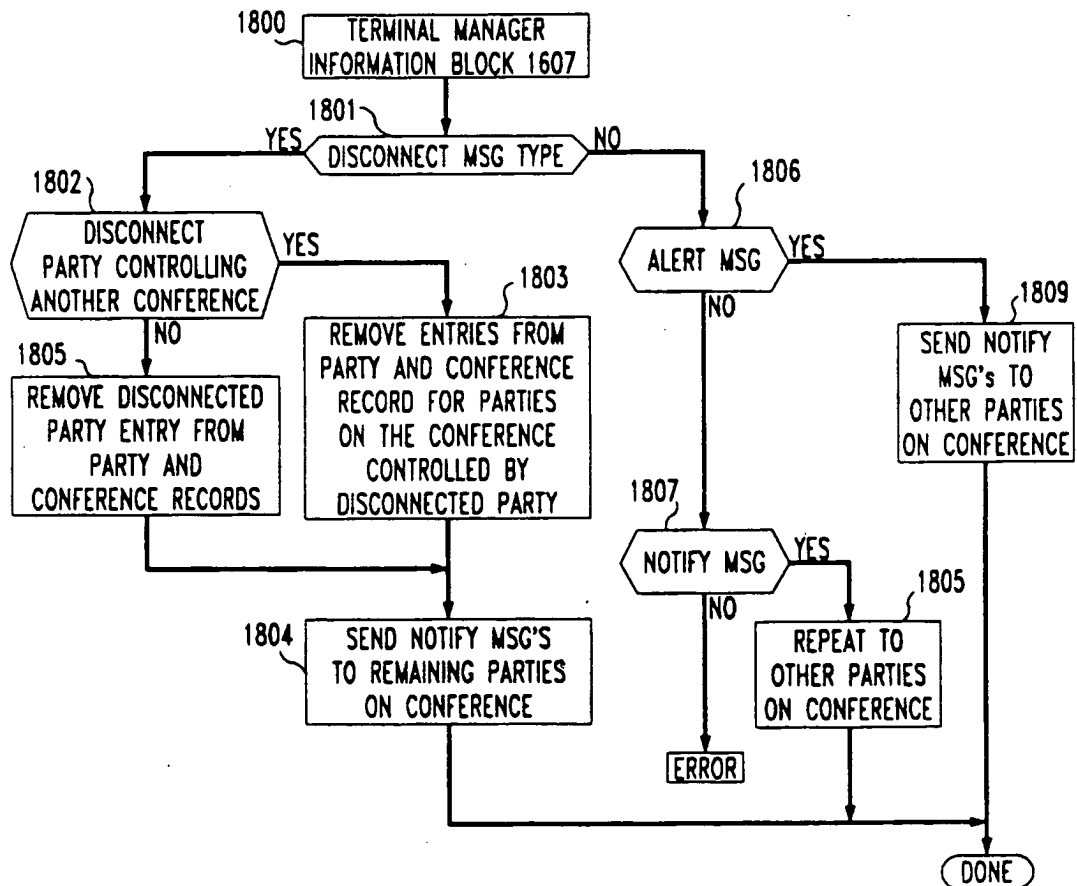 1800
TERMINAL MANAGER
INFORMATION BLOCK 1607
1801
YES
NO
DISCONNECT MSG TYPE
1802
DISCONNECT
PARTY CONTROLLING
ANOTHER CONFERENCE
YES
NO
1806
ALERT MSG
YES
NO
1803
REMOVE ENTRIES FROM
PARTY AND CONFERENCE
RECORD FOR PARTIES
ON THE CONFERENCE
CONTROLLED BY
DISCONNECTED PARTY
1809
SEND NOTIFY
MSG's TO
OTHER PARTIES
ON CONFERENCE
1805
REMOVE DISCONNECTED
PARTY ENTRY FROM
PARTY AND
CONFERENCE RECORDS
1807
NOTIFY MSG
YES
NO
1804
SEND NOTIFY MSG'S
TO REMAINING PARTIES
ON CONFERENCE
1805
REPEAT TO
OTHER PARTIES
ON CONFERENCE
ERROR
DONE